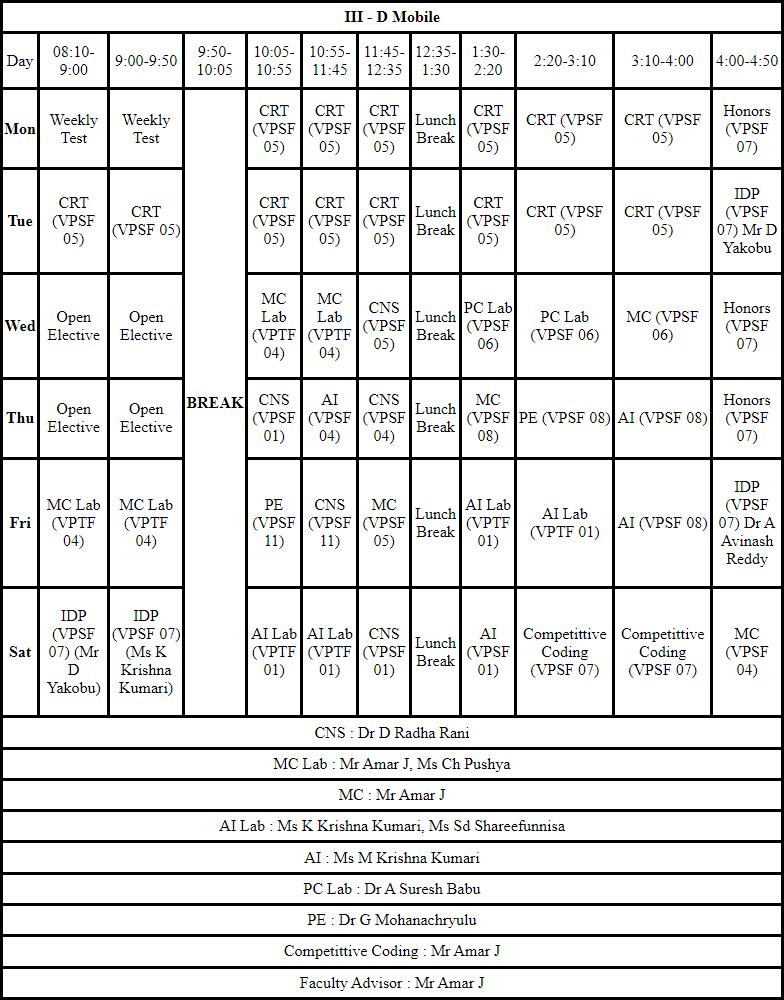 III - D Mobile
Day 08:10-9:00 9:00-9:50 9:50-10:05 10:05-10:55 10:55-11:45 11:45-12:35 12:35-1:30 1:30-2:20 2:20-3:10 3:10-4:00 4:00-4:50
Mon Weekly Test Weekly Test BREAK CRT (VPSF 05) CRT (VPSF 05) CRT (VPSF 05) Lunch Break CRT (VPSF 05) CRT (VPSF 05) CRT (VPSF 05) Honors (VPSF 07)
Tue CRT (VPSF 05) CRT (VPSF 05) CRT (VPSF 05) CRT (VPSF 05) CRT (VPSF 05) Lunch Break CRT (VPSF 05) CRT (VPSF 05) CRT (VPSF 05) IDP (VPSF 07) Mr D Yakobu
Wed Open Elective Open Elective MC Lab (VPTF 04) MC Lab (VPTF 04) CNS (VPSF 05) Lunch Break PC Lab (VPSF 06) PC Lab (VPSF 06) MC (VPSF 06) Honors (VPSF 07)
Thu Open Elective Open Elective CNS (VPSF 01) AI (VPSF 04) CNS (VPSF 04) Lunch Break MC (VPSF 08) PE (VPSF 08) AI (VPSF 08) Honors (VPSF 07)
Fri MC Lab (VPTF 04) MC Lab (VPTF 04) PE (VPSF 11) CNS (VPSF 11) MC (VPSF 05) Lunch Break AI Lab (VPTF 01) AI Lab (VPTF 01) AI (VPSF 08) IDP (VPSF 07) Dr A Avinash Reddy
Sat IDP (VPSF 07) (Mr D Yakobu) IDP (VPSF 07) (Ms K Krishna Kumari) AI Lab (VPTF 01) AI Lab (VPTF 01) CNS (VPSF 01) Lunch Break AI (VPSF 01) Competittive Coding (VPSF 07) Competittive Coding (VPSF 07) MC (VPSF 04)
CNS : Dr D Radha Rani
MC Lab : Mr Amar J, Ms Ch Pushya
MC : Mr Amar J
AI Lab : Ms K Krishna Kumari, Ms Sd Shareefunnisa
AI : Ms M Krishna Kumari
PC Lab : Dr A Suresh Babu
PE : Dr G Mohanachryulu
Competittive Coding : Mr Amar J
Faculty Advisor : Mr Amar J